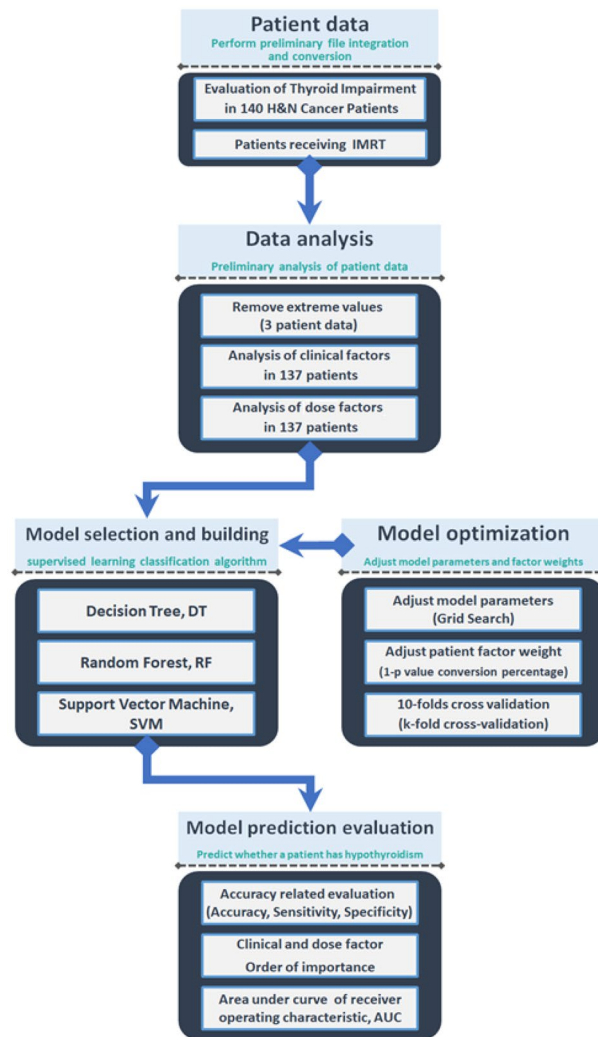 Patient data
Perform preliminary file integration
and conversion
Evaluation of Thyroid Impairment
in 140 H&N Cancer Patients
Patients receiving IMRT
Data analysis
Preliminary analysis of patient data
Remove extreme values
(3 patient data)
Analysis of clinical factors
in 137 patients
Analysis of dose factors
in 137 patients
Model selection and building
supervised learning classification algorithm
Decision Tree, DT
Random Forest, RF
Support Vector Machine,
SVM
Model optimization
Adjust model parameters and factor weights
Adjust model parameters
(Grid Search)
Adjust patient factor weight
(1-p value conversion percentage)
10-folds cross validation
(k-fold cross-validation)
Model prediction evaluation
Predict whether a patient has hypothyroidism
Accuracy related evaluation
(Accuracy, Sensitivity, Specificity)
Clinical and dose factor
Order of importance
Area under curve of receiver
operating characteristic, AUC